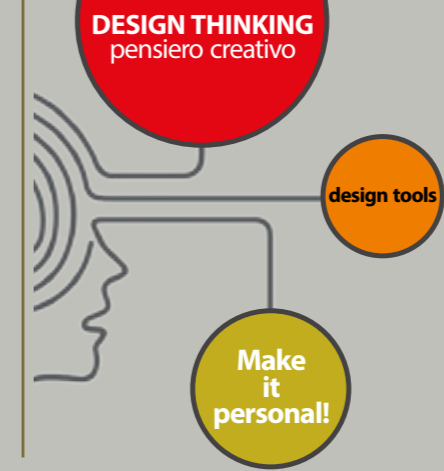 DESIGN THINKING
pensiero creativo
design tools
Make
it
personal!